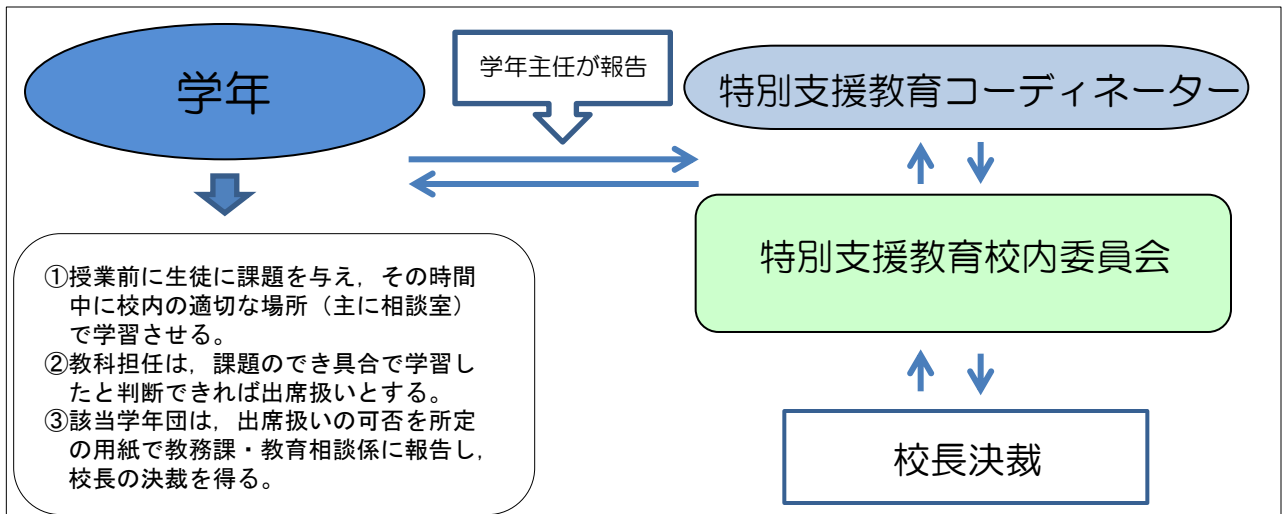 学年
学年主任が報告
特別支援教育コーディネーター
特別支援教育校内委員会
校長決裁
①授業前に生徒に課題を与え，その時間
中に校内の適切な場所（主に相談室）
で学習させる。
②教科担任は，課題のでき具合で学習し
たと判断できれば出席扱いとする。
③該当学年団は，出席扱いの可否を所定
の用紙で教務課・教育相談係に報告し，
校長の決裁を得る。